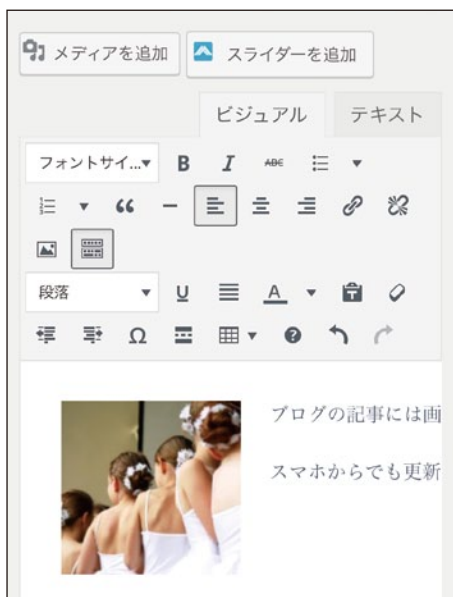 メディアを追加 スライダーを追加
ビジュアル テキスト
フォントサイ... B I ABC
段落 U A
Ω
ブログの記事には画
スマホからでも更新